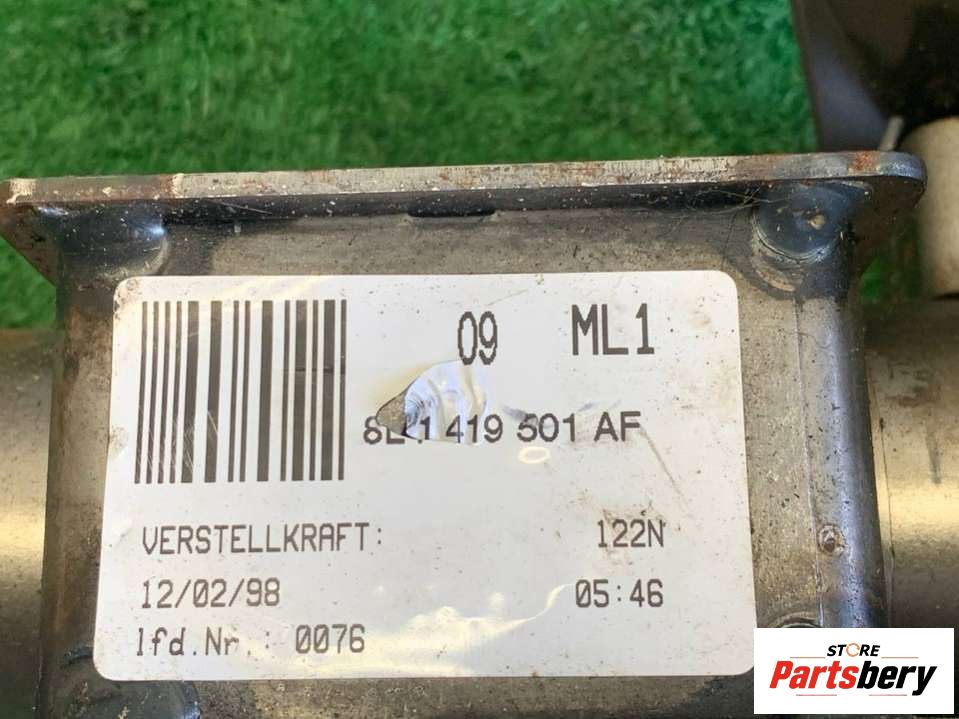 09 ML1
419 501 AF
VERSTELLKRAFT: 122N
12/02/98 05:46
lfd.Nr.: 0076
STORE
Partsbery